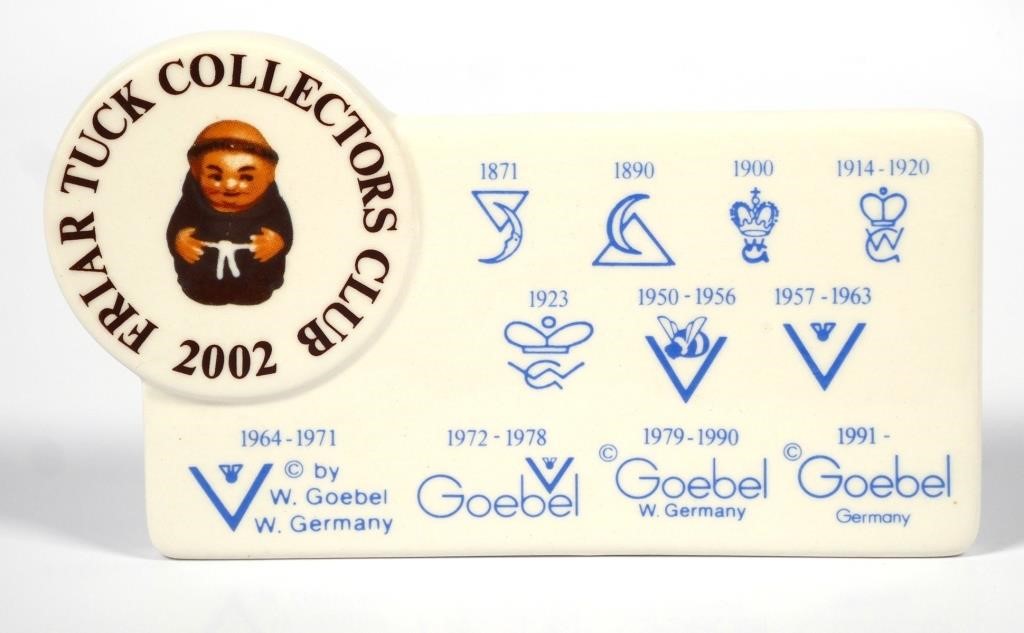 FRIAR TUCK COLLECTORS CLUB
2002
1871 1890 1900 1914-1920
1923 1950-1956 1957-1963
1964-1971 1972-1978 1979-1990 1991-
© by
W. Goebel
W. Germany
Goebel
© Goebel
W. Germany
© Goebel
Germany